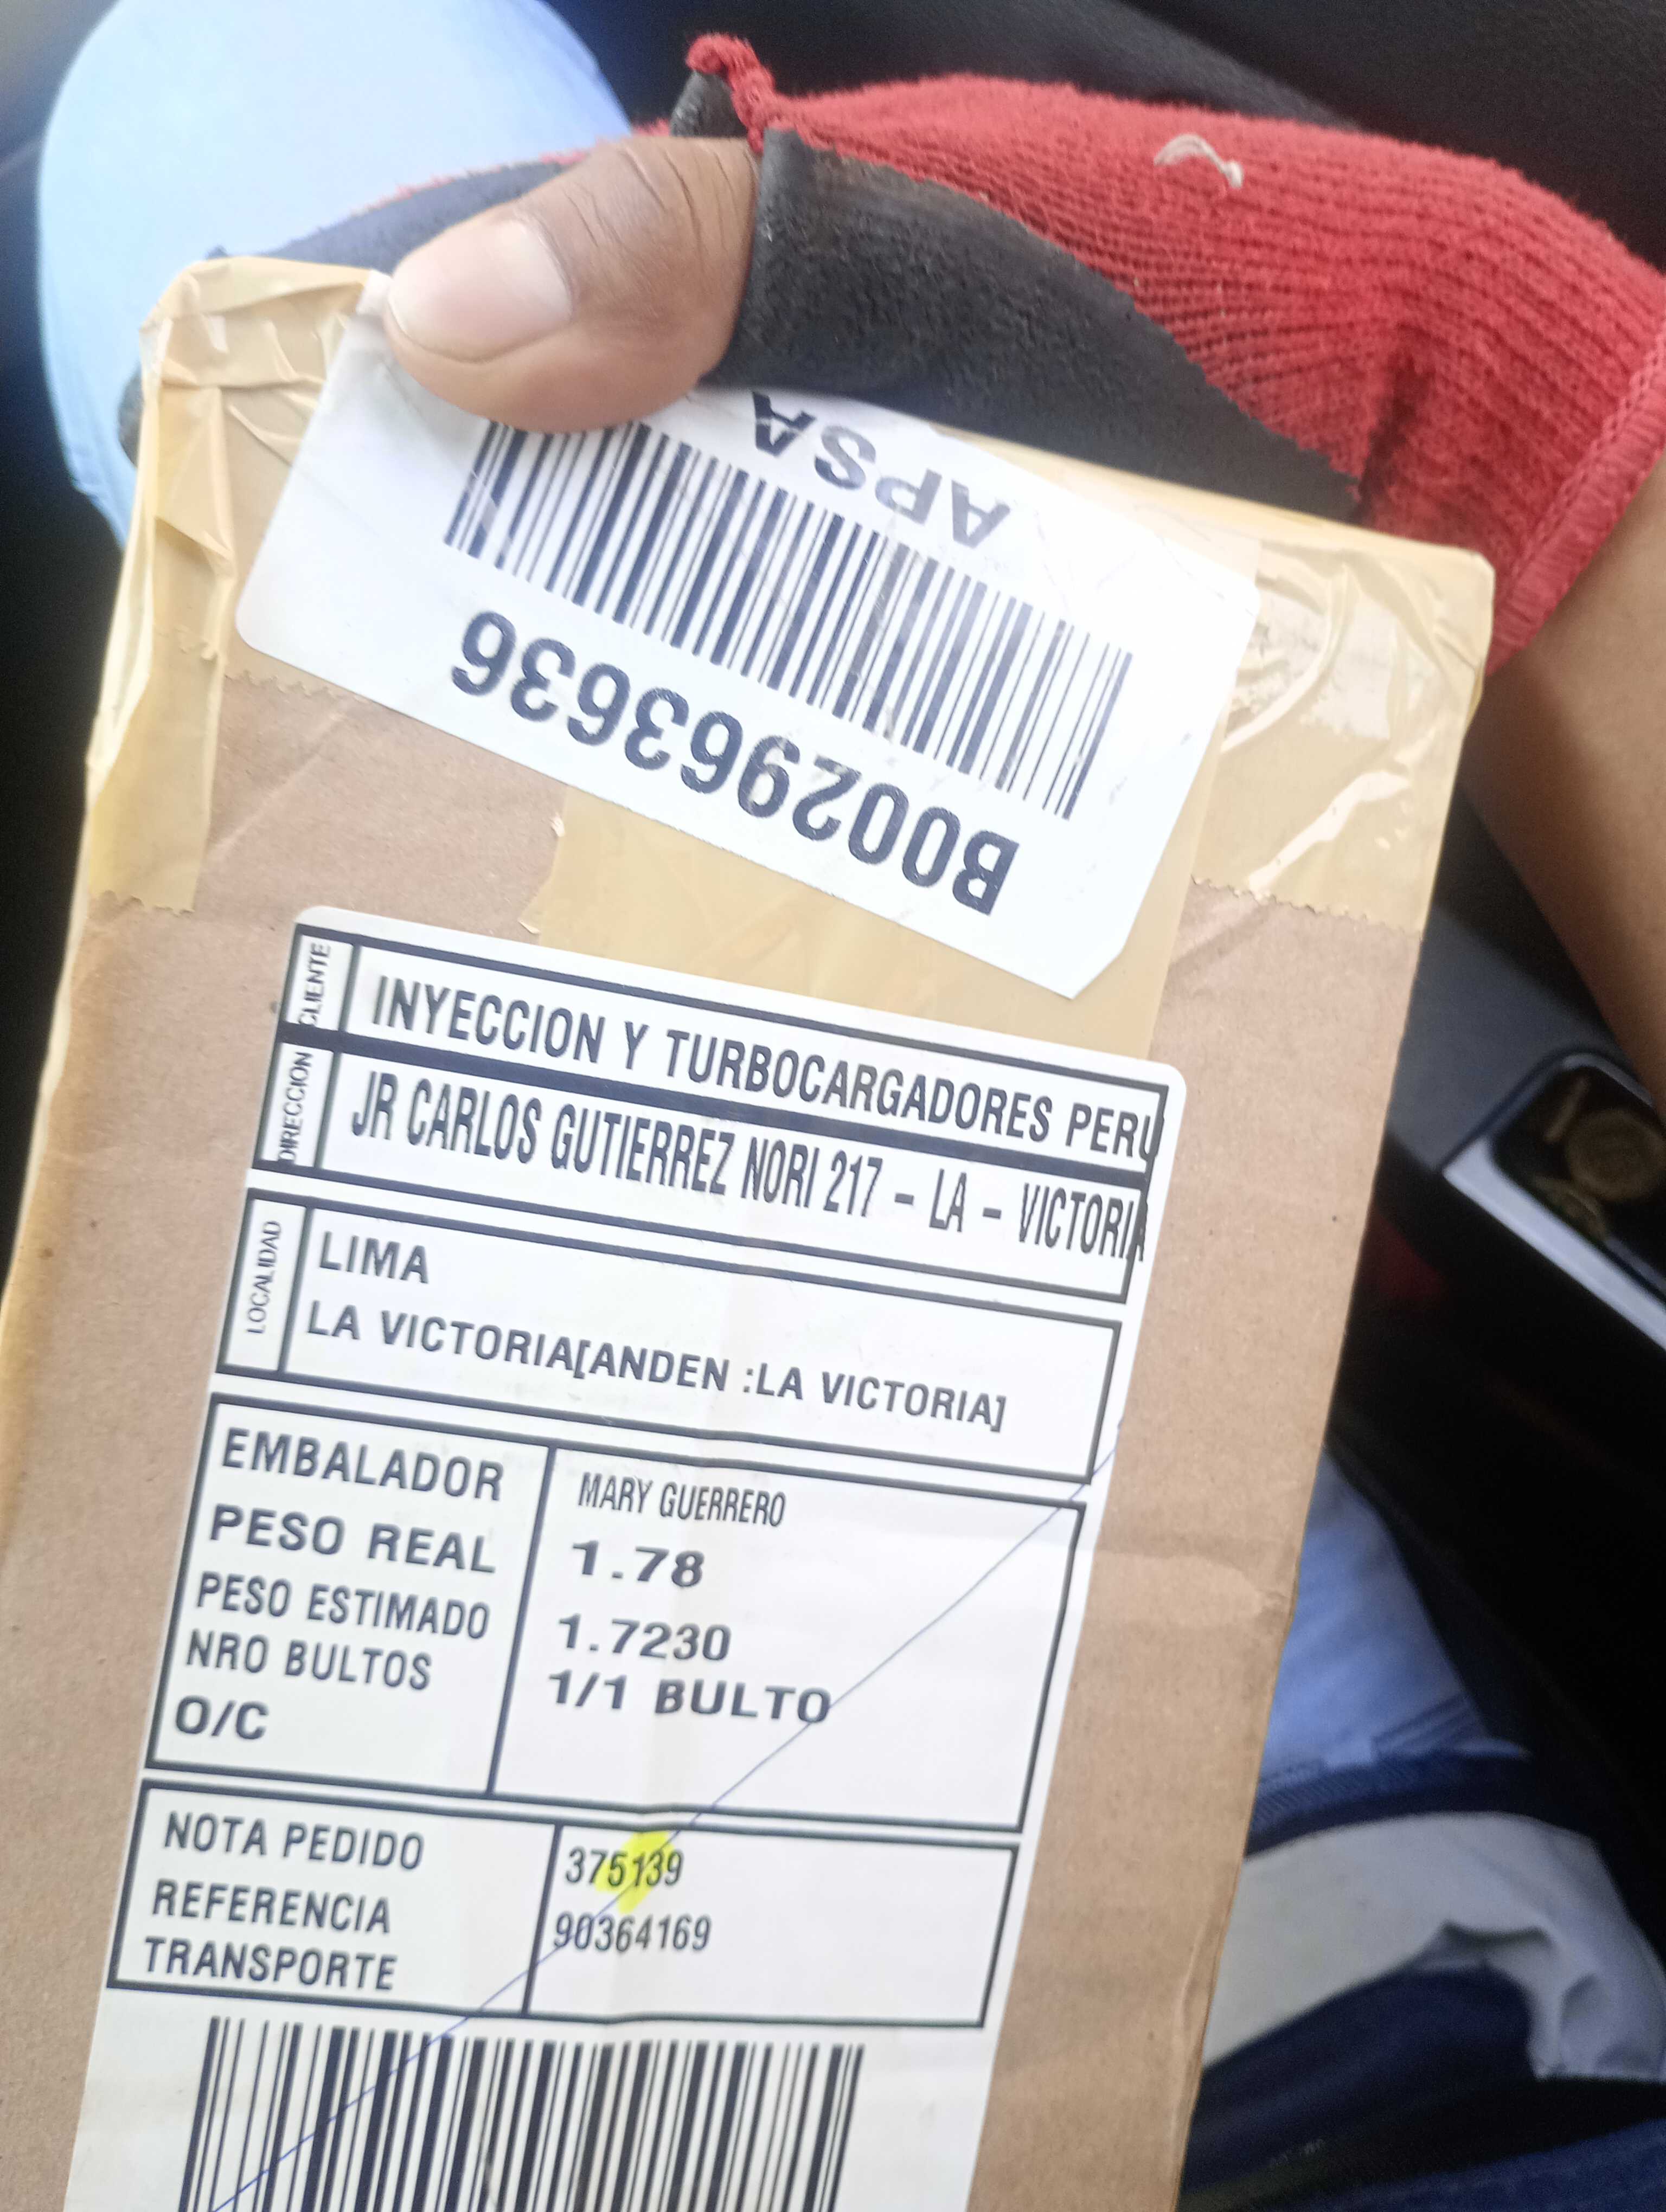 APSA
B002963636
CLIENTE
INYECCION Y TURBOCARGADORES PERU
DIRECCION
JR CARLOS GUTIERREZ NORI 217 - LA - VICTORIA
LOCALIDAD
LIMA
LA VICTORIA[ANDEN :LA VICTORIA]
EMBALADOR MARY GUERRERO
PESO REAL 1.78
PESO ESTIMADO 1.7230
NRO BULTOS 1/1 BULTO
O/C
NOTA PEDIDO 375139
REFERENCIA 90364169
TRANSPORTE